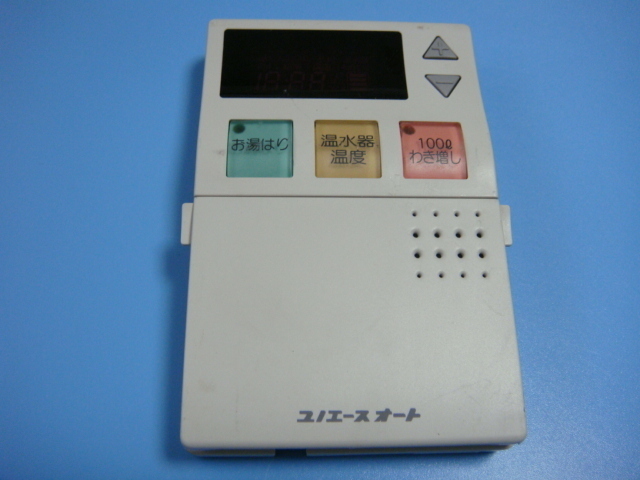 お湯はり
温水器
温度
100ℓ
わき増し
ユノエース オート